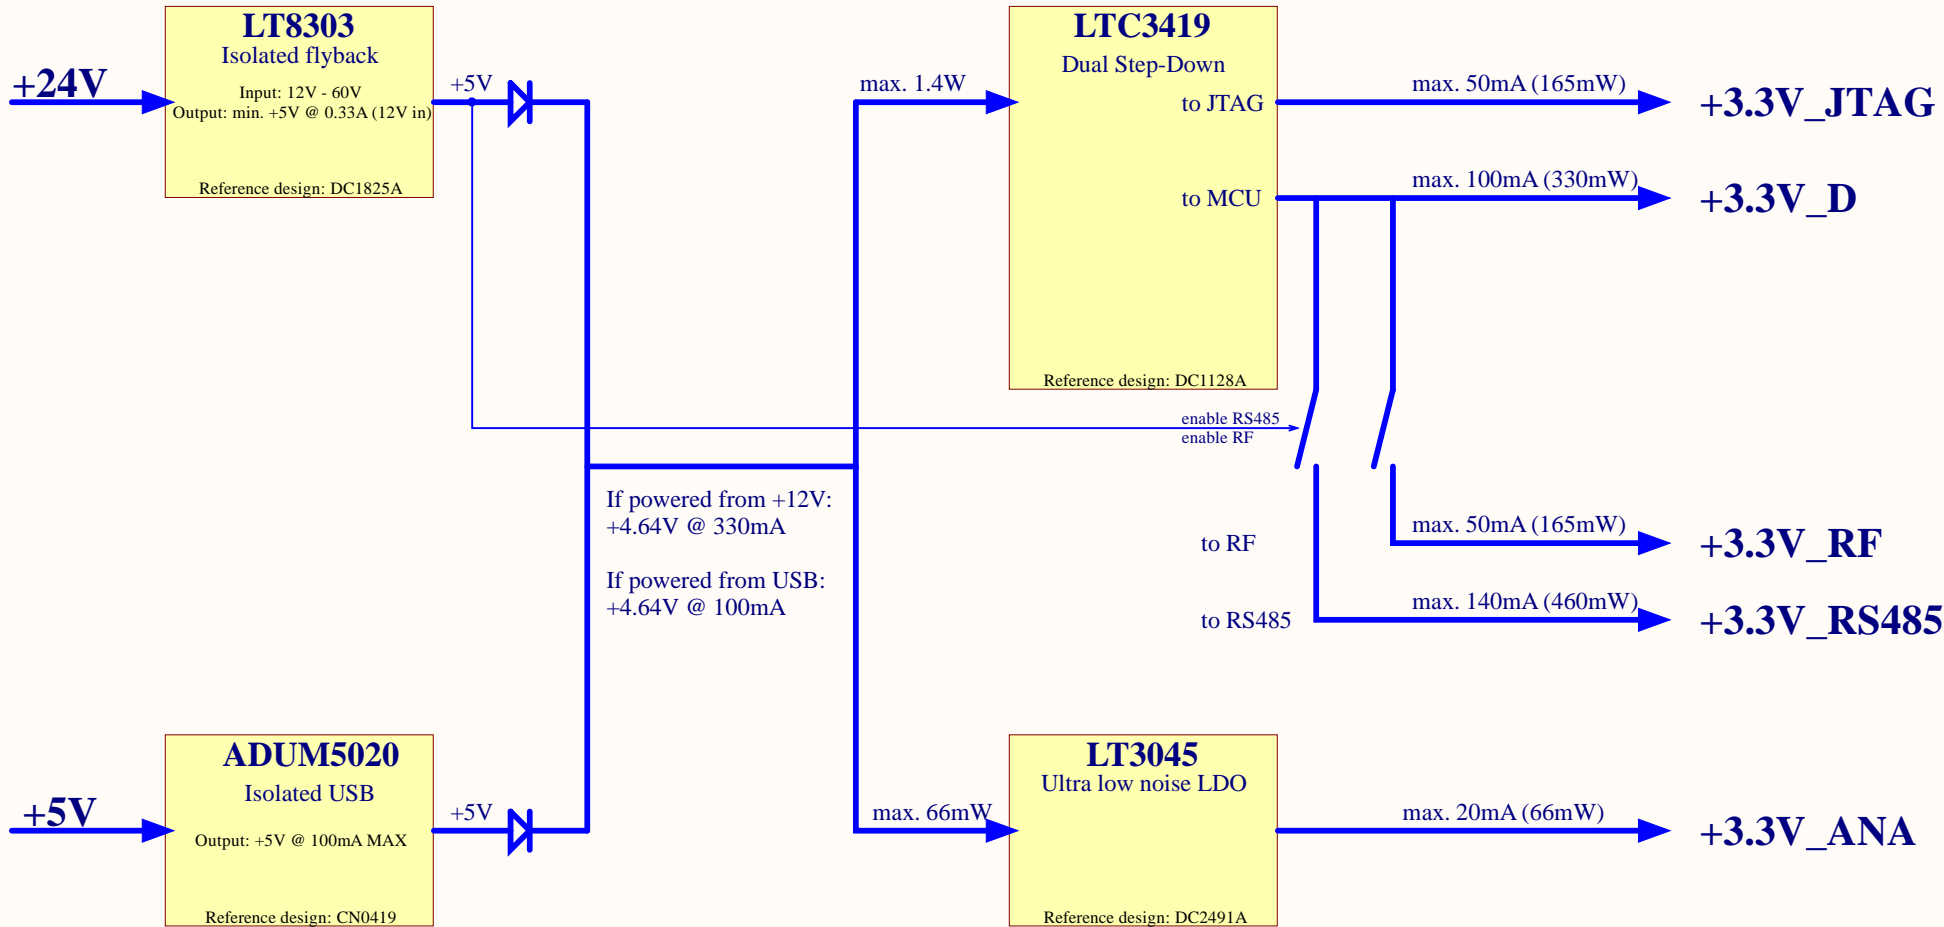 LT8303
Isolated flyback
+24V
Input: 12V - 60V
Output: min. +5V @ 0.33A (12V in)
Reference design: DC1825A
+5V
max. 1.4W
LTC3419
Dual Step-Down
to JTAG
max. 50mA (165mW)
+3.3V_JTAG
to MCU
max. 100mA (330mW)
+3.3V_D
Reference design: DC1128A
enable RS485
enable RF
If powered from +12V:
+4.64V @ 330mA
If powered from USB:
+4.64V @ 100mA
to RF
max. 50mA (165mW)
+3.3V_RF
to RS485
max. 140mA (460mW)
+3.3V_RS485
ADUM5020
Isolated USB
+5V
Output: +5V @ 100mA MAX
Reference design: CN0419
+5V
max. 66mW
LT3045
Ultra low noise LDO
Reference design: DC2491A
max. 20mA (66mW)
+3.3V_ANA